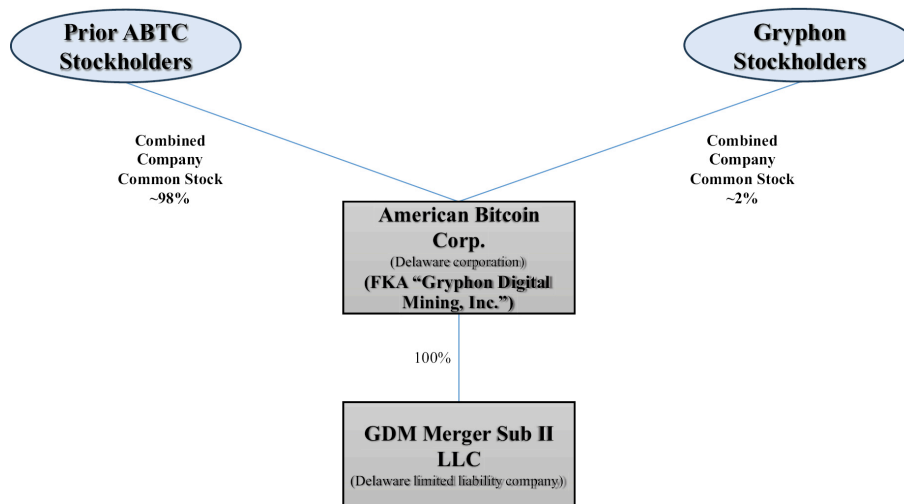 Prior ABTC
Stockholders
Gryphon
Stockholders
Combined
Company
Common Stock
~98%
Combined
Company
Common Stock
~2%
American Bitcoin
Corp.
(Delaware corporation)
(FKA “Gryphon Digital
Mining, Inc.”)
100%
GDM Merger Sub II
LLC
(Delaware limited liability company))